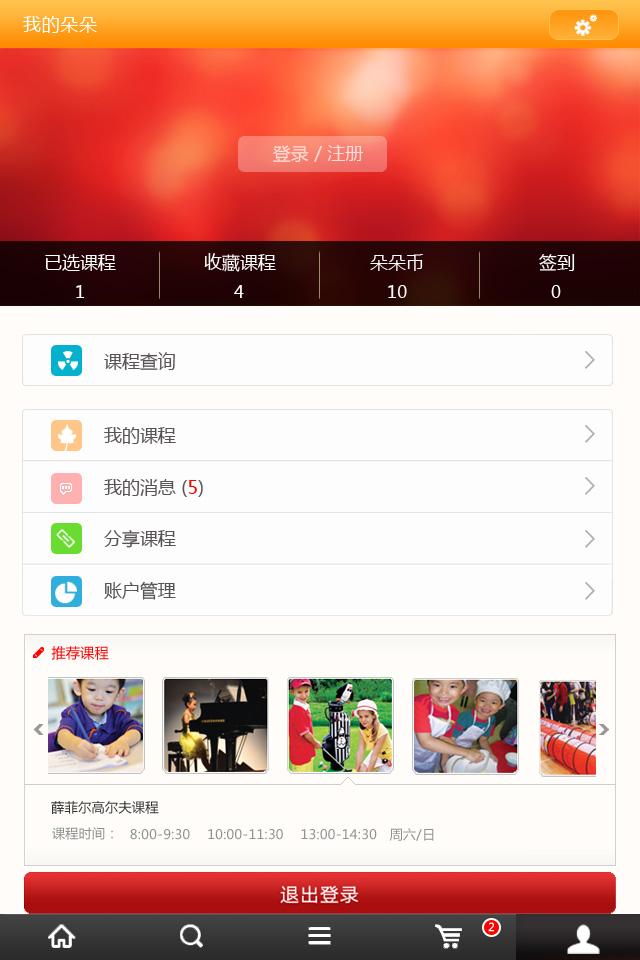 我的朵朵
登录 / 注册
已选课程 收藏课程 朵朵币 签到
1 4 10 0
课程查询
我的课程
我的消息 (5)
分享课程
账户管理
推荐课程
薛菲尔高尔夫课程
课程时间： 8:00-9:30 10:00-11:30 13:00-14:30 周六/日
退出登录
2